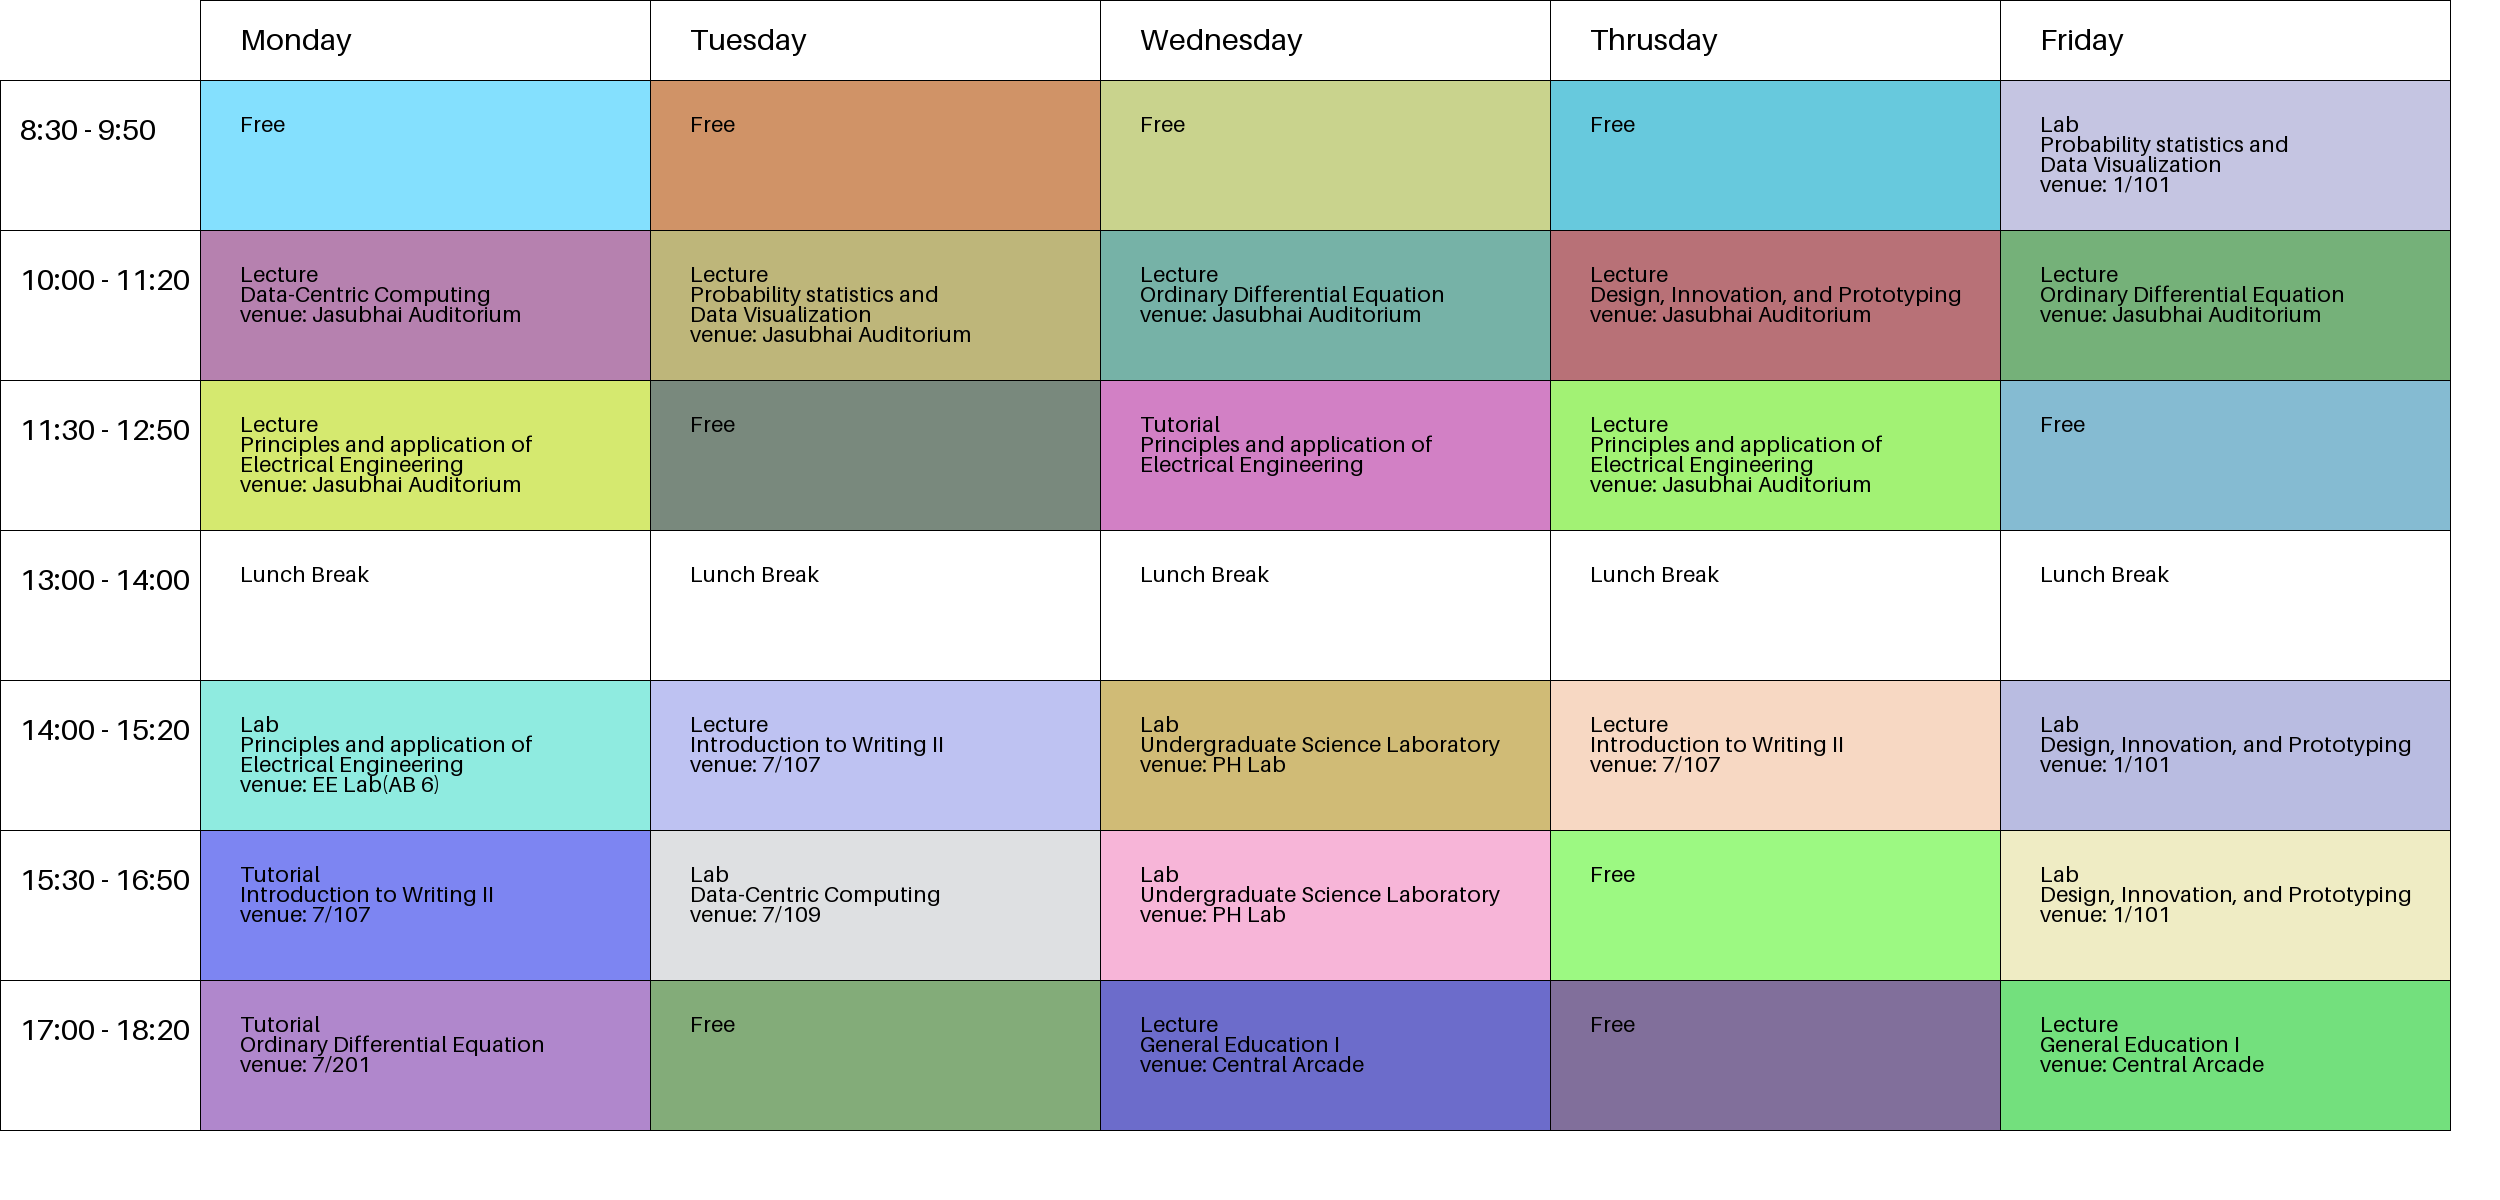 Monday
Tuesday
Wednesday
Thrusday
Friday
8:30 - 9:50
Free
Free
Free
Free
Lab
Probability statistics and
Data Visualization
venue: 1/101
10:00 - 11:20
Lecture
Data-Centric Computing
venue: Jasubhai Auditorium
Lecture
Probability statistics and
Data Visualization
venue: Jasubhai Auditorium
Lecture
Ordinary Differential Equation
venue: Jasubhai Auditorium
Lecture
Design, Innovation, and Prototyping
venue: Jasubhai Auditorium
Lecture
Ordinary Differential Equation
venue: Jasubhai Auditorium
11:30 - 12:50
Lecture
Principles and application of
Electrical Engineering
venue: Jasubhai Auditorium
Free
Tutorial
Principles and application of
Electrical Engineering
Lecture
Principles and application of
Electrical Engineering
venue: Jasubhai Auditorium
Free
13:00 - 14:00
Lunch Break
Lunch Break
Lunch Break
Lunch Break
Lunch Break
14:00 - 15:20
Lab
Principles and application of
Electrical Engineering
venue: EE Lab(AB 6)
Lecture
Introduction to Writing II
venue: 7/107
Lab
Undergraduate Science Laboratory
venue: PH Lab
Lecture
Introduction to Writing II
venue: 7/107
Lab
Design, Innovation, and Prototyping
venue: 1/101
15:30 - 16:50
Tutorial
Introduction to Writing II
venue: 7/107
Lab
Data-Centric Computing
venue: 7/109
Lab
Undergraduate Science Laboratory
venue: PH Lab
Free
Lab
Design, Innovation, and Prototyping
venue: 1/101
17:00 - 18:20
Tutorial
Ordinary Differential Equation
venue: 7/201
Free
Lecture
General Education I
venue: Central Arcade
Free
Lecture
General Education I
venue: Central Arcade